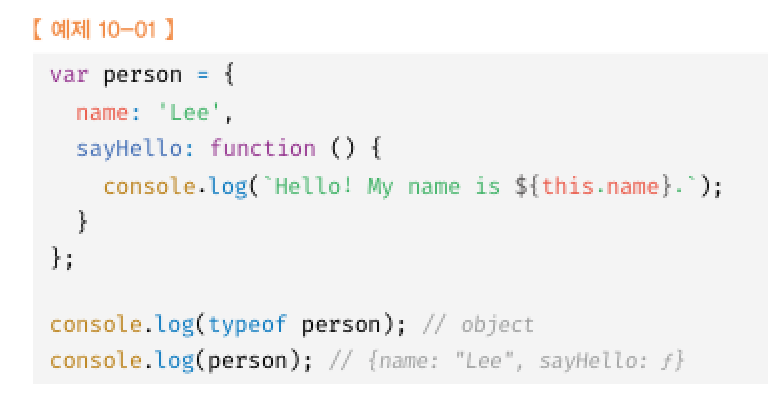 【 예제 10-01 】
var person = {
  name: 'Lee',
  sayHello: function () {
    console.log(`Hello! My name is ${this.name}.`);
  }
};

console.log(typeof person); // object
console.log(person); // {name: "Lee", sayHello: ƒ}